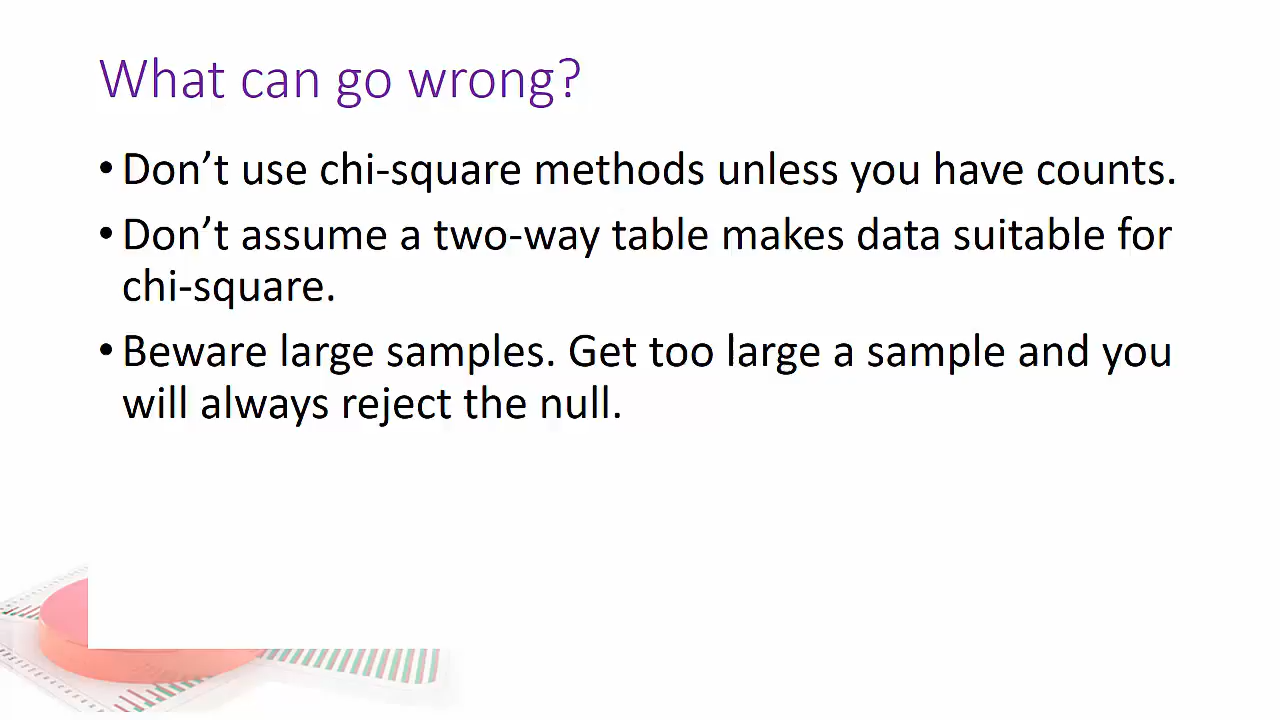 What can go wrong?
•Don’t use chi-square methods unless you have counts.
•Don’t assume a two-way table makes data suitable for
chi-square.
•Beware large samples. Get too large a sample and you
will always reject the null.